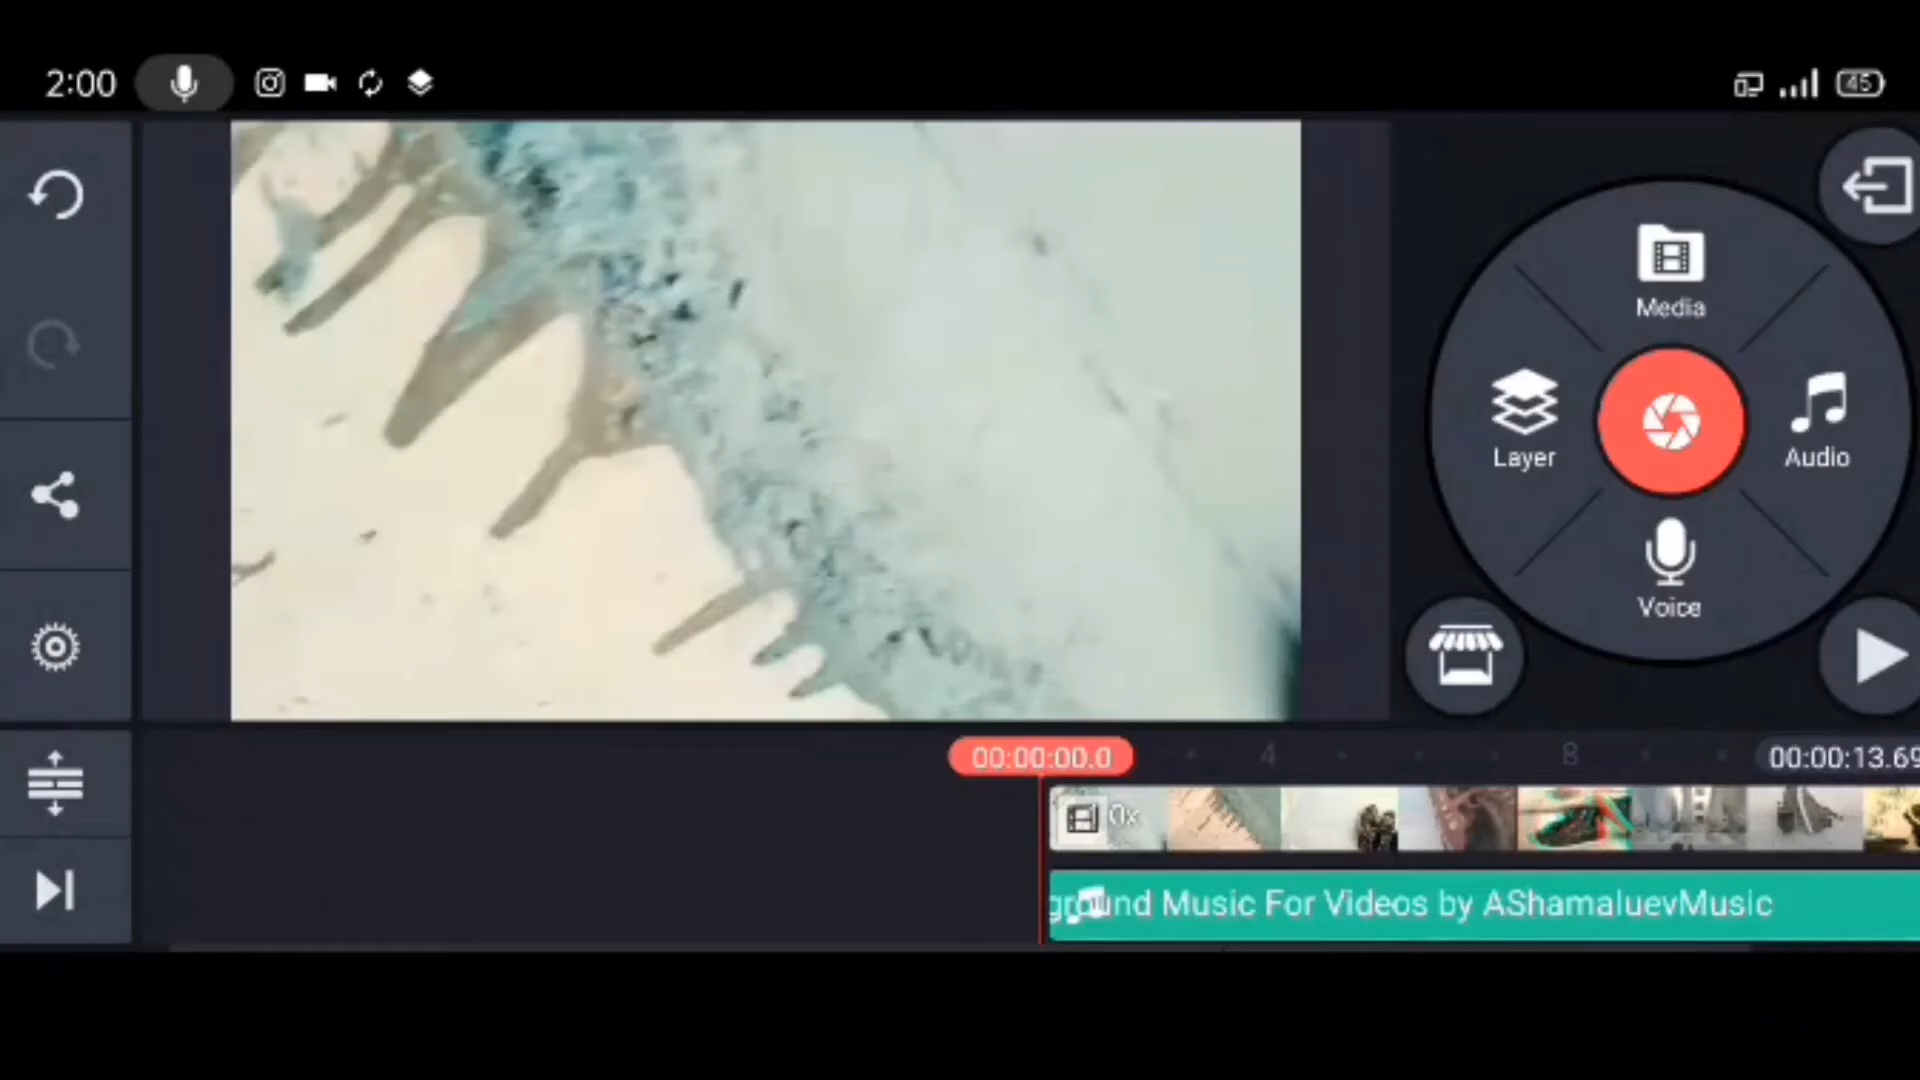 2:00
45
Media
Layer
Audio
Voice
00:00:00.0
4
8
00:00:13.69
ground Music For Videos by AShamaluevMusic